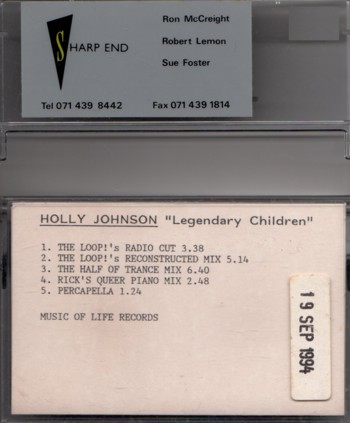 Ron McCreight
Robert Lemon
SHARP END
Sue Foster
Tel 071 439 8442 Fax 071 439 1814
HOLLY JOHNSON "Legendary Children"
1. THE LOOP!'s RADIO CUT 3.38
2. THE LOOP!'s RECONSTRUCTED MIX 5.14
3. THE HALF OF TRANCE MIX 6.40
4. RICK'S QUEER PIANO MIX 2.48
5. PERCAPELLA 1.24
MUSIC OF LIFE RECORDS
19 SEP 1994